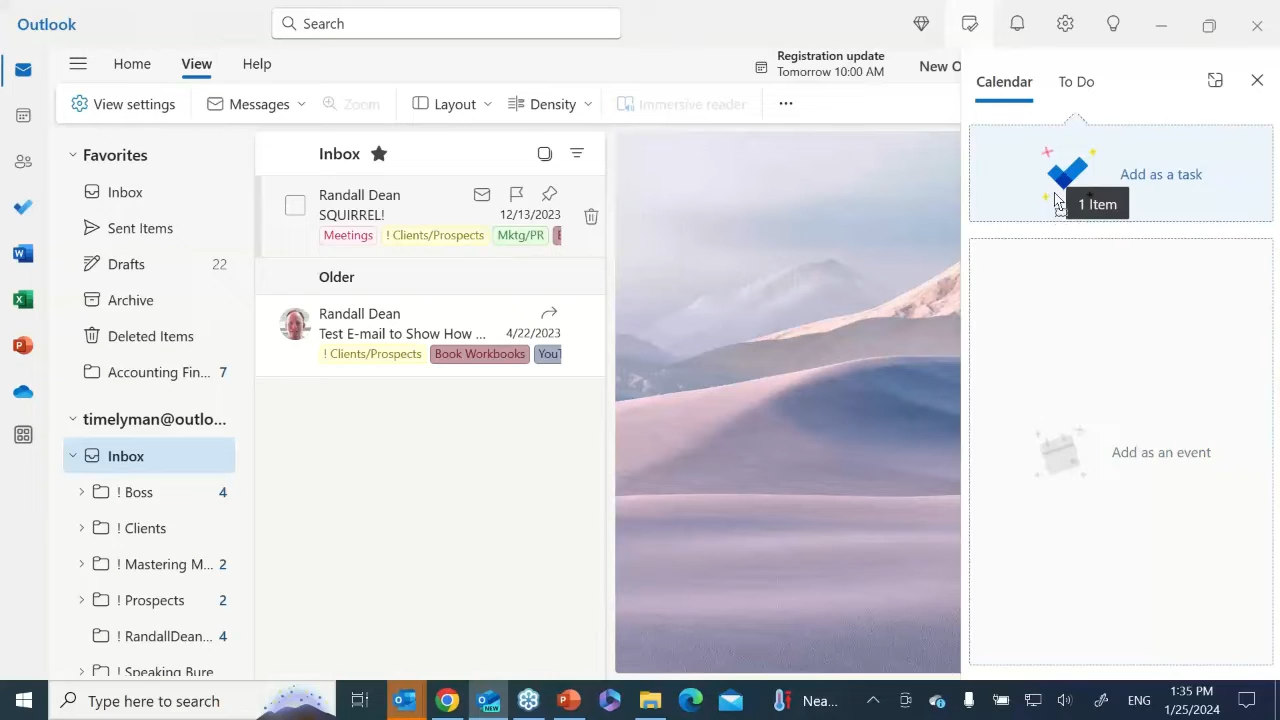 Outlook
Search
Home
View
Help
Registration update
Tomorrow 10:00 AM
New O
Calendar
To Do
View settings
Messages
Zoom
Layout
Density
Immersive reader
Favorites
Inbox
Sent Items
Drafts 22
Archive
Deleted Items
Accounting Fin... 7
timelyman@outlo...
Inbox
! Boss 4
! Clients
! Mastering M... 2
! Prospects 2
! RandallDean... 4
! Speaking Bure
Inbox
Randall Dean
SQUIRREL! 12/13/2023
Meetings ! Clients/Prospects Mktg/PR
Older
Randall Dean
Test E-mail to Show How ... 4/22/2023
! Clients/Prospects Book Workbooks YouT
Add as a task
1 Item
Add as an event
Type here to search
NEW
Nea...
ENG
1:35 PM
1/25/2024